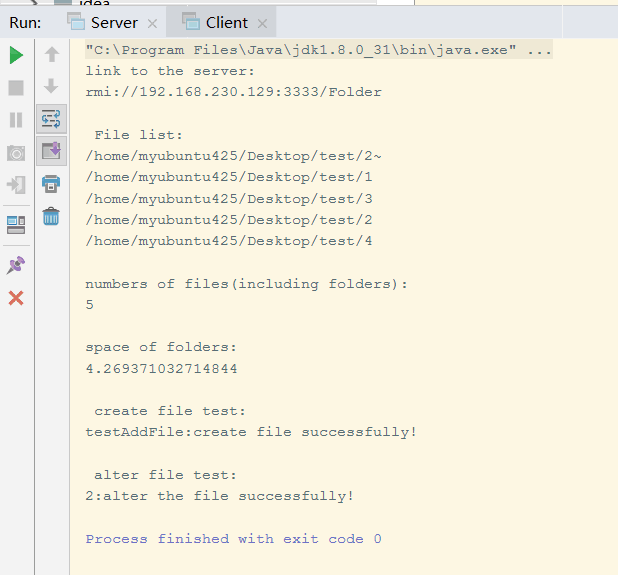 idea
Run: Server Client
"C:\Program Files\Java\jdk1.8.0_31\bin\java.exe" ...
link to the server:
rmi://192.168.230.129:3333/Folder
File list:
/home/myubuntu425/Desktop/test/2~
/home/myubuntu425/Desktop/test/1
/home/myubuntu425/Desktop/test/3
/home/myubuntu425/Desktop/test/2
/home/myubuntu425/Desktop/test/4
numbers of files(including folders):
5
space of folders:
4.269371032714844
create file test:
testAddFile:create file successfully!
alter file test:
2:alter the file successfully!
Process finished with exit code 0